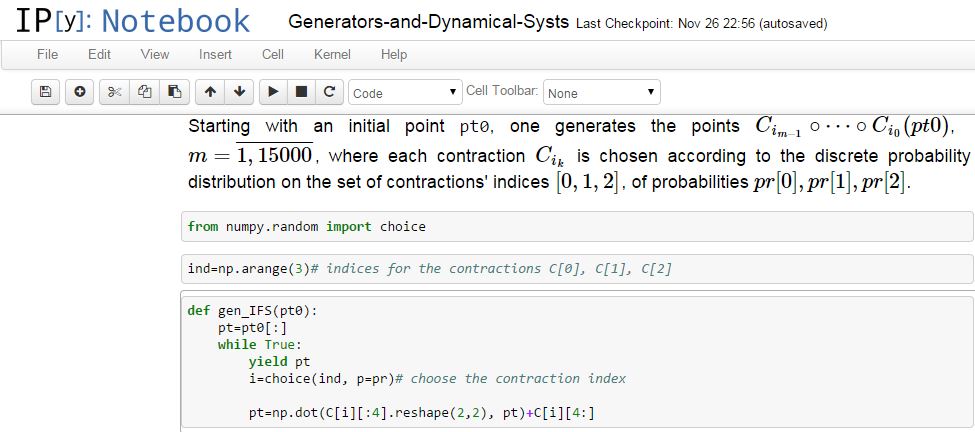 IP[y]: Notebook Generators-and-Dynamical-Systs Last Checkpoint: Nov 26 22:56 (autosaved)
File Edit View Insert Cell Kernel Help
Code Cell Toolbar: None
Starting with an initial point pt0, one generates the points C_{i_{m−1}} ∘ ⋯ ∘ C_{i_0}(pt0),
m = \overline{1, 15000}, where each contraction C_{i_k} is chosen according to the discrete probability
distribution on the set of contractions' indices [0, 1, 2], of probabilities pr[0], pr[1], pr[2].
from numpy.random import choice
ind=np.arange(3)# indices for the contractions C[0], C[1], C[2]
def gen_IFS(pt0):
    pt=pt0[:]
    while True:
        yield pt
        i=choice(ind, p=pr)# choose the contraction index
        pt=np.dot(C[i][:4].reshape(2,2), pt)+C[i][4:]